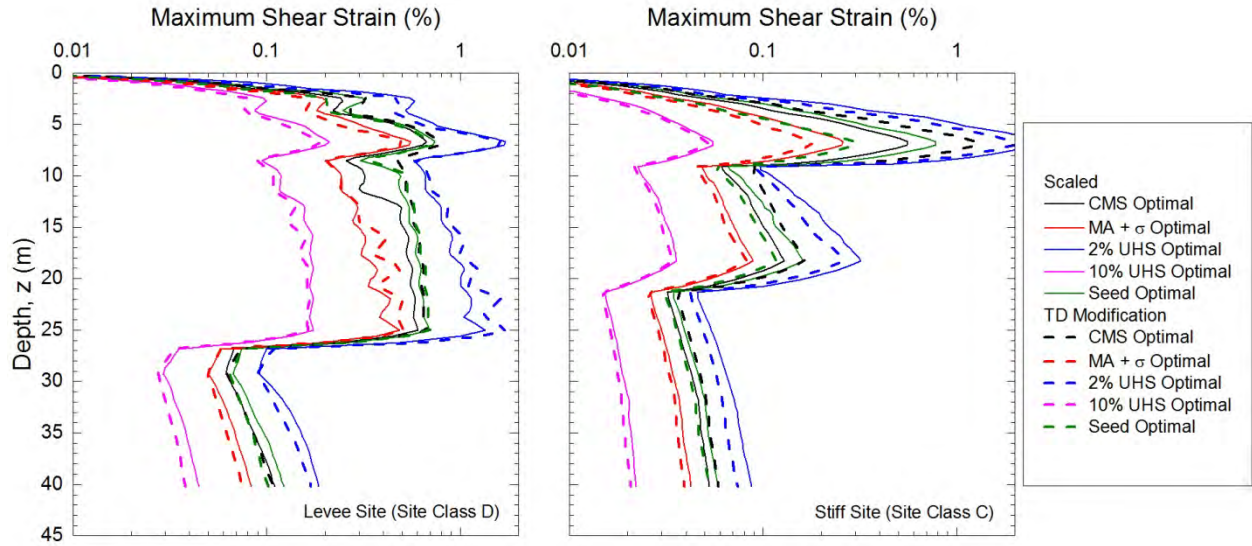 Maximum Shear Strain (%)
Maximum Shear Strain (%)
0.01 0.1 1
0.01 0.1 1
Depth, z (m)
0
5
10
15
20
25
30
35
40
45
Levee Site (Site Class D)
Stiff Site (Site Class C)
Scaled
CMS Optimal
MA + σ Optimal
2% UHS Optimal
10% UHS Optimal
Seed Optimal
TD Modification
CMS Optimal
MA + σ Optimal
2% UHS Optimal
10% UHS Optimal
Seed Optimal